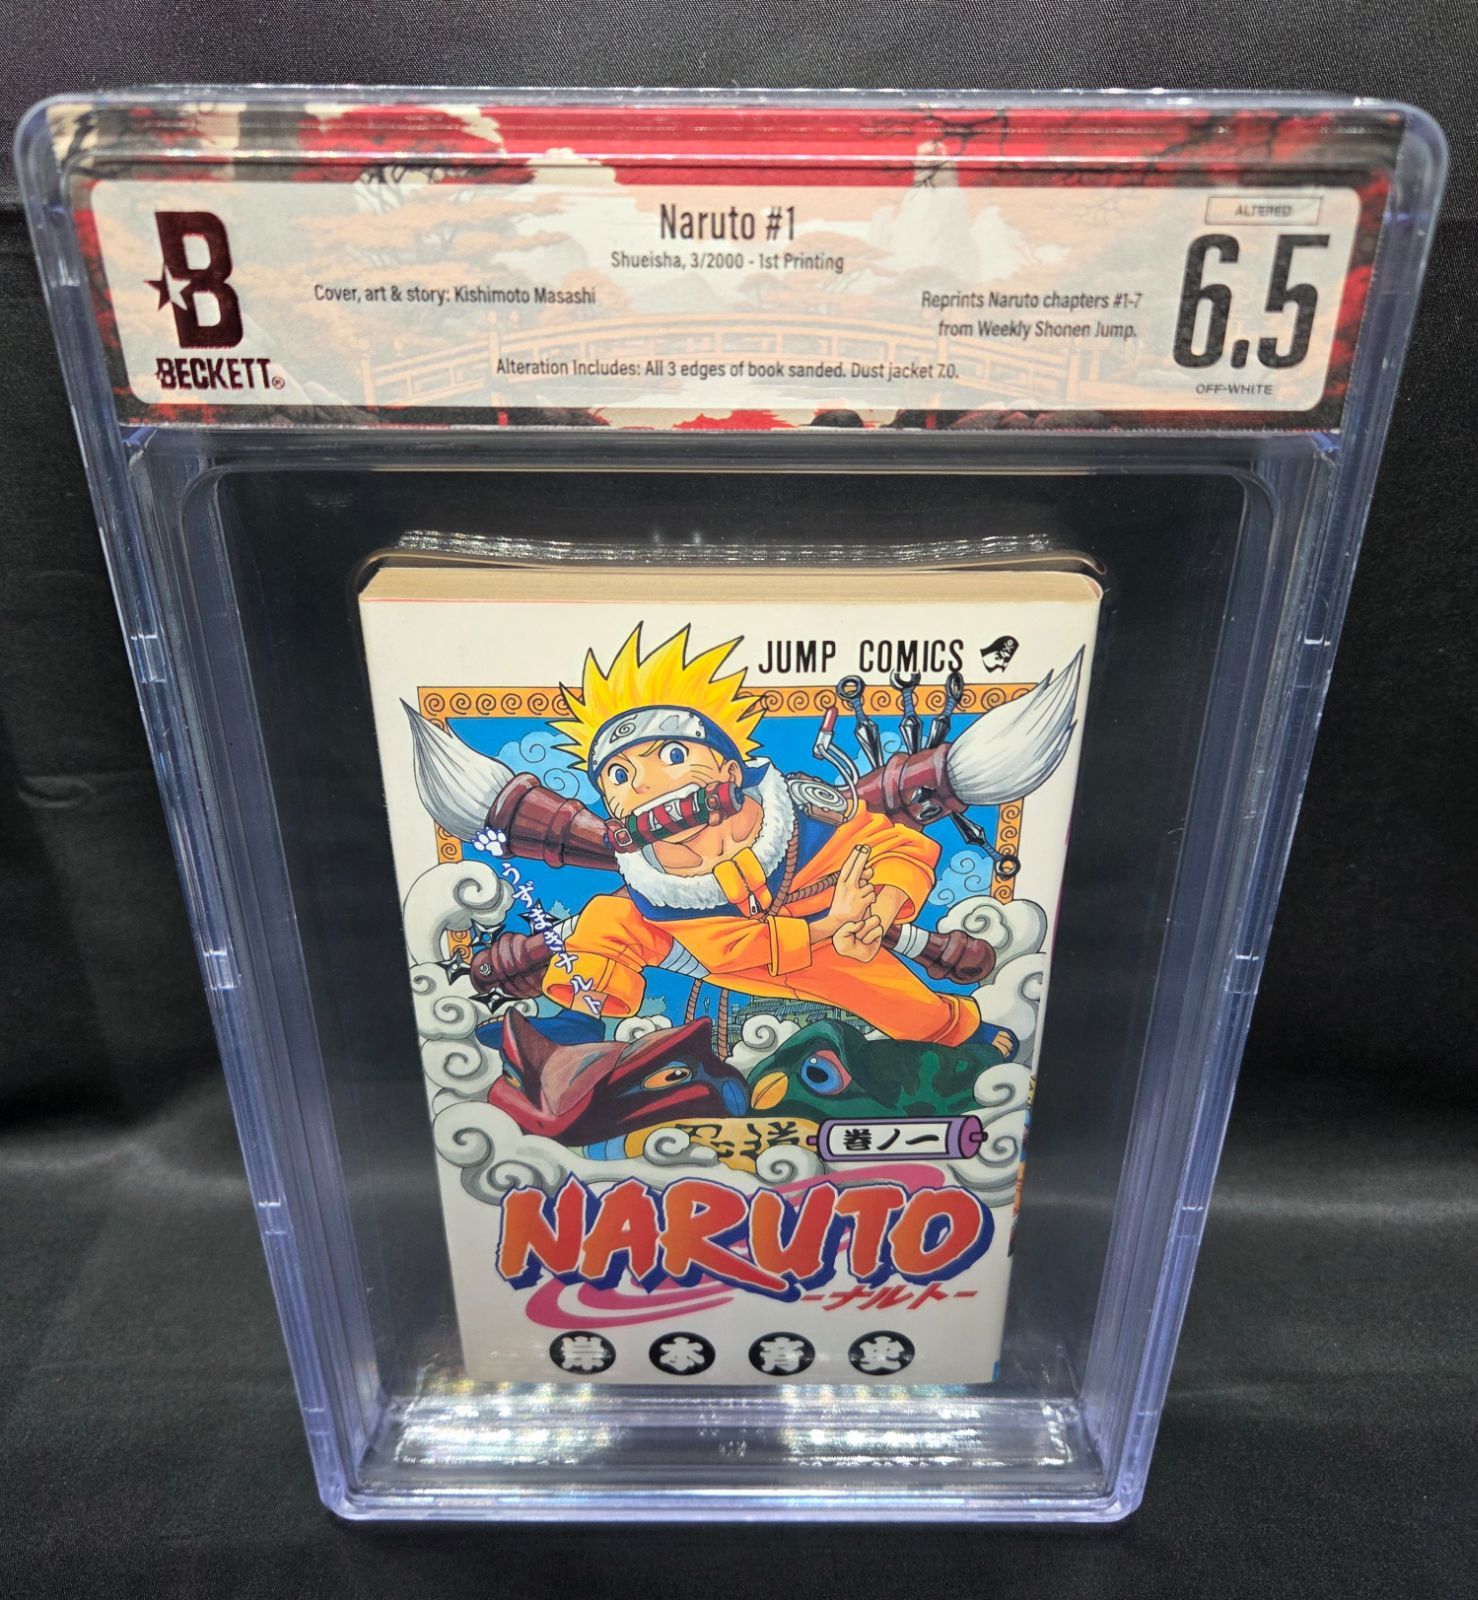 BECKETT®
Naruto #1
Shueisha, 3/2000 - 1st Printing
Cover, art & story: Kishimoto Masashi
Reprints Naruto chapters #1-7
from Weekly Shonen Jump.
Alteration Includes: All 3 edges of book sanded. Dust jacket 7.0.
ALTERED
6.5
OFF-WHITE
JUMP COMICS
うずまきナルト
巻ノ一
NARUTO
-ナルト-
岸本斉史